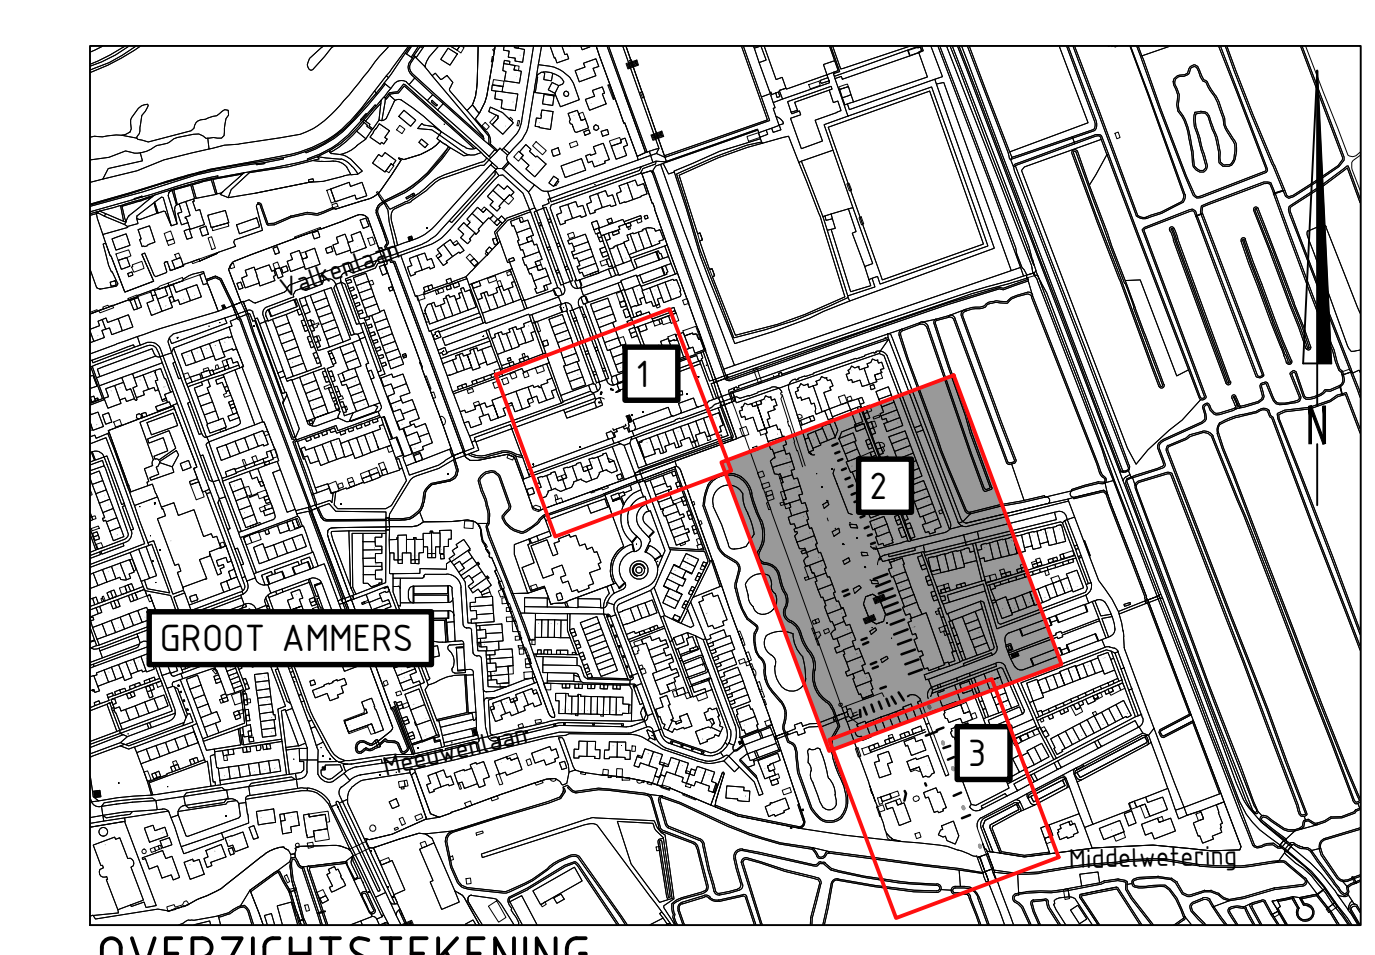 Valkenlaan
1
2
N
GROOT AMMERS
Meeuwenlaan
3
Middelwetering
OVERZICHTSTEKENING